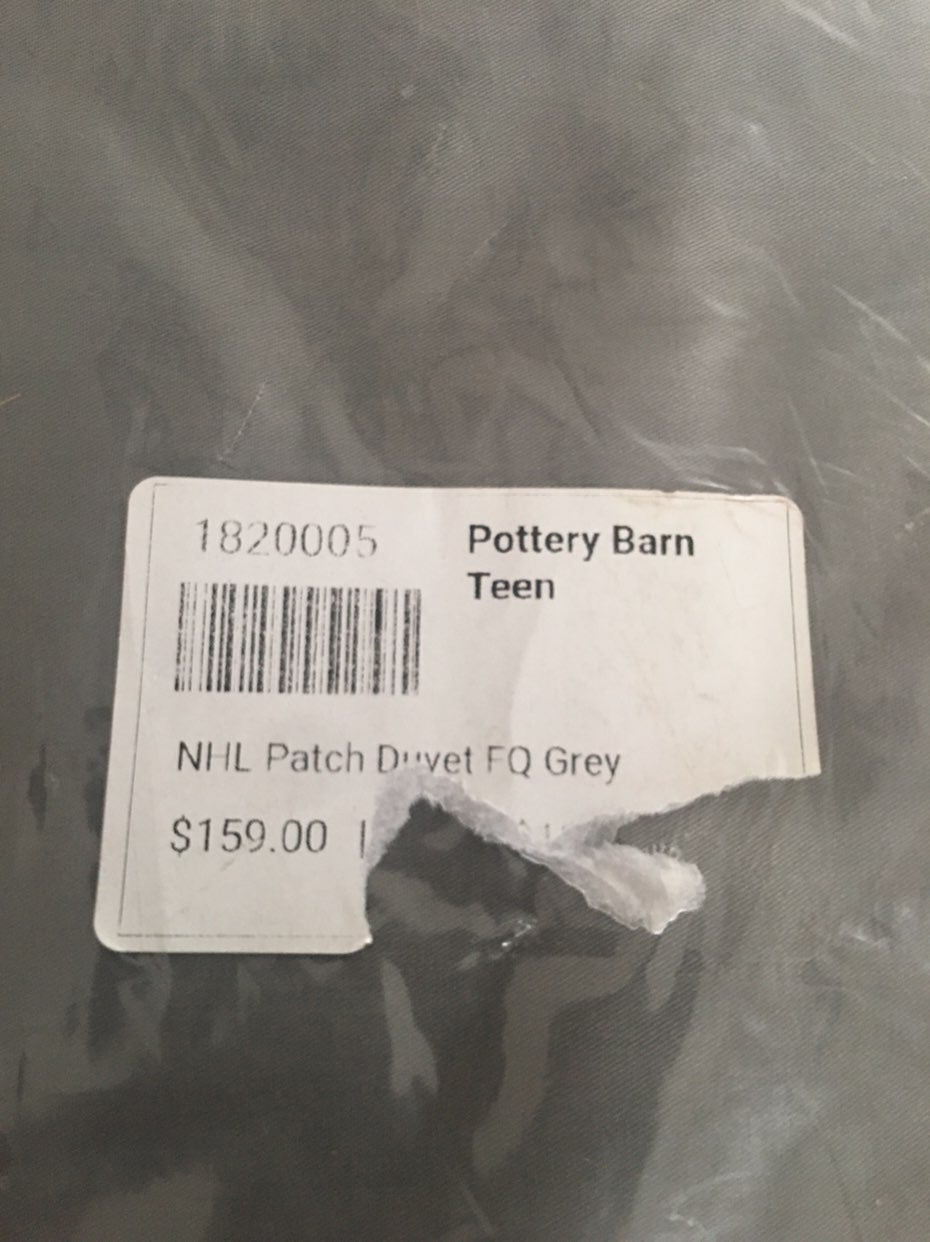 1820005
Pottery Barn
Teen
NHL Patch Duvet FQ Grey
$159.00 |